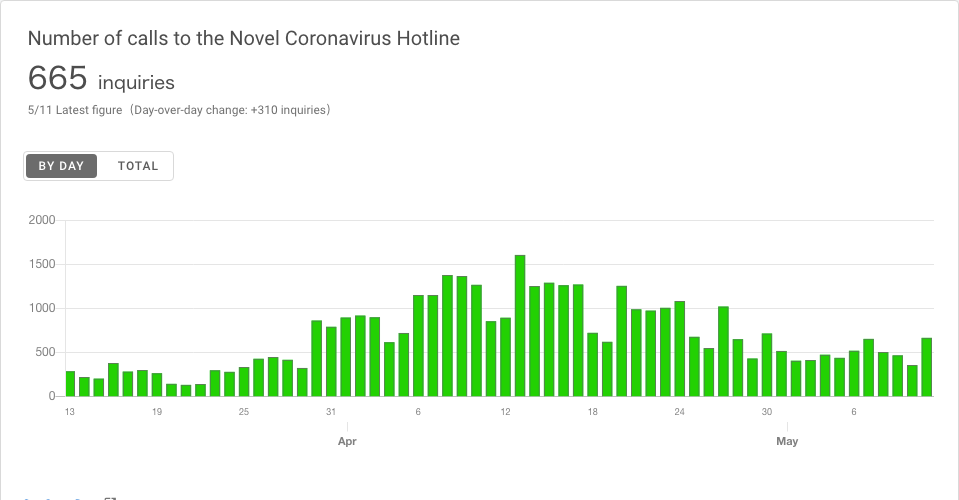 Number of calls to the Novel Coronavirus Hotline
665 inquiries
5/11 Latest figure (Day-over-day change: +310 inquiries)
BY DAY TOTAL
2000
1500
1000
500
0
13 19 25 31 6 12 18 24 30 6
Apr May